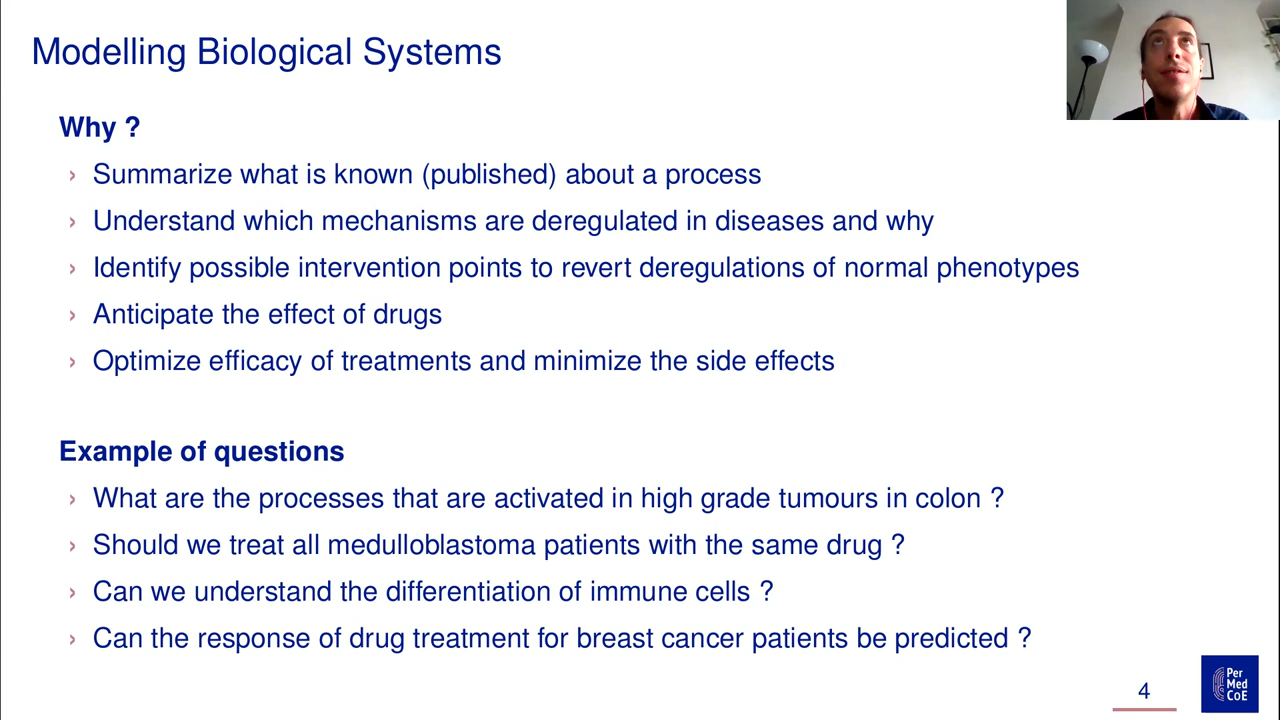 Modelling Biological Systems
Why ?
› Summarize what is known (published) about a process
› Understand which mechanisms are deregulated in diseases and why
› Identify possible intervention points to revert deregulations of normal phenotypes
› Anticipate the effect of drugs
› Optimize efficacy of treatments and minimize the side effects
Example of questions
› What are the processes that are activated in high grade tumours in colon ?
› Should we treat all medulloblastoma patients with the same drug ?
› Can we understand the differentiation of immune cells ?
› Can the response of drug treatment for breast cancer patients be predicted ?
4
Per
Med
CoE